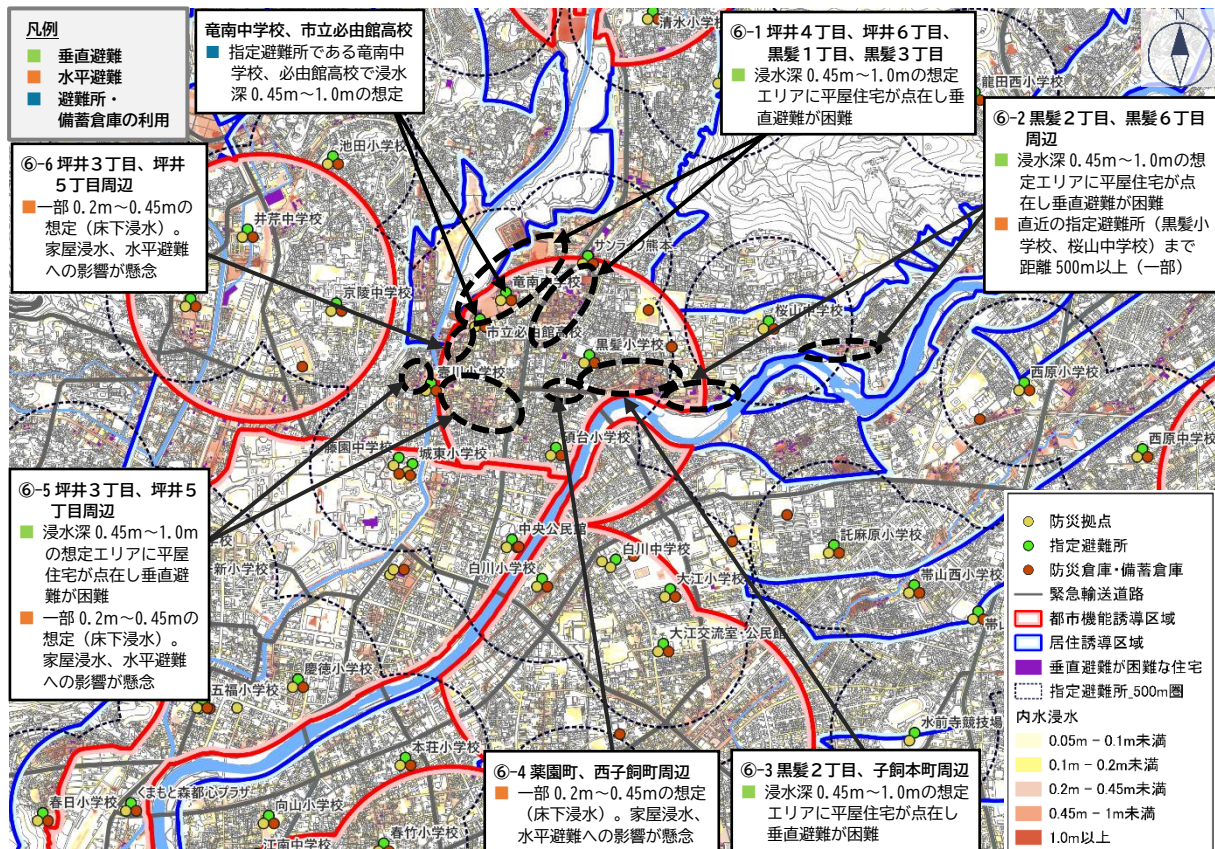 凡例
垂直避難
水平避難
避難所・
備蓄倉庫の利用
竜南中学校、市立必由館高校
指定避難所である竜南中
学校、必由館高校で浸水
深0.45m~1.0mの想定
⑥-1 坪井4丁目、坪井6丁目、
黒髪1丁目、黒髪3丁目
浸水深0.45m~1.0mの想定
エリアに平屋住宅が点在し垂
直避難が困難
⑥-2 黒髪2丁目、黒髪6丁目
周辺
浸水深0.45m~1.0mの想
定エリアに平屋住宅が点
在し垂直避難が困難
直近の指定避難所(黒髪小
学校、桜山中学校)まで
距離500m以上(一部)
⑥-6 坪井3丁目、坪井
5丁目周辺
一部0.2m~0.45mの
想定(床下浸水)。
家屋浸水、水平避難
への影響が懸念
⑥-5 坪井3丁目、坪井5
丁目周辺
浸水深0.45m~1.0m
の想定エリアに平屋
住宅が点在し垂直避
難が困難
一部0.2m~0.45mの
想定(床下浸水)。
家屋浸水、水平避難
への影響が懸念
⑥-4 薬園町、西子飼町周辺
一部0.2m~0.45mの想定
(床下浸水)。家屋浸水、
水平避難への影響が懸念
⑥-3 黒髪2丁目、子飼本町周辺
浸水深0.45m~1.0mの想定
エリアに平屋住宅が点在し
垂直避難が困難
N
清水小学校
龍田西小学校
池田小学校
井芹中学校
京陵中学校
サンライフ熊本
竜南中学校
市立必由館高校
桜山中学校
黒髪小学校
壺川小学校
西原小学校
西原中学校
藤園中学校
城東小学校
碩台小学校
中央公民館
白川小学校
白川中学校
大江小学校
託麻原小学校
帯山西小学校
大江交流室・公民館
一新小学校
慶徳小学校
五福小学校
本荘小学校
水前寺競技場
春日小学校
くまもと森都心プラザ
向山小学校
江南中学校
春竹小学校
防災拠点
指定避難所
防災倉庫・備蓄倉庫
緊急輸送道路
都市機能誘導区域
居住誘導区域
垂直避難が困難な住宅
指定避難所_500m圏
内水浸水
0.05m - 0.1m未満
0.1m - 0.2m未満
0.2m - 0.45m未満
0.45m - 1m未満
1.0m以上